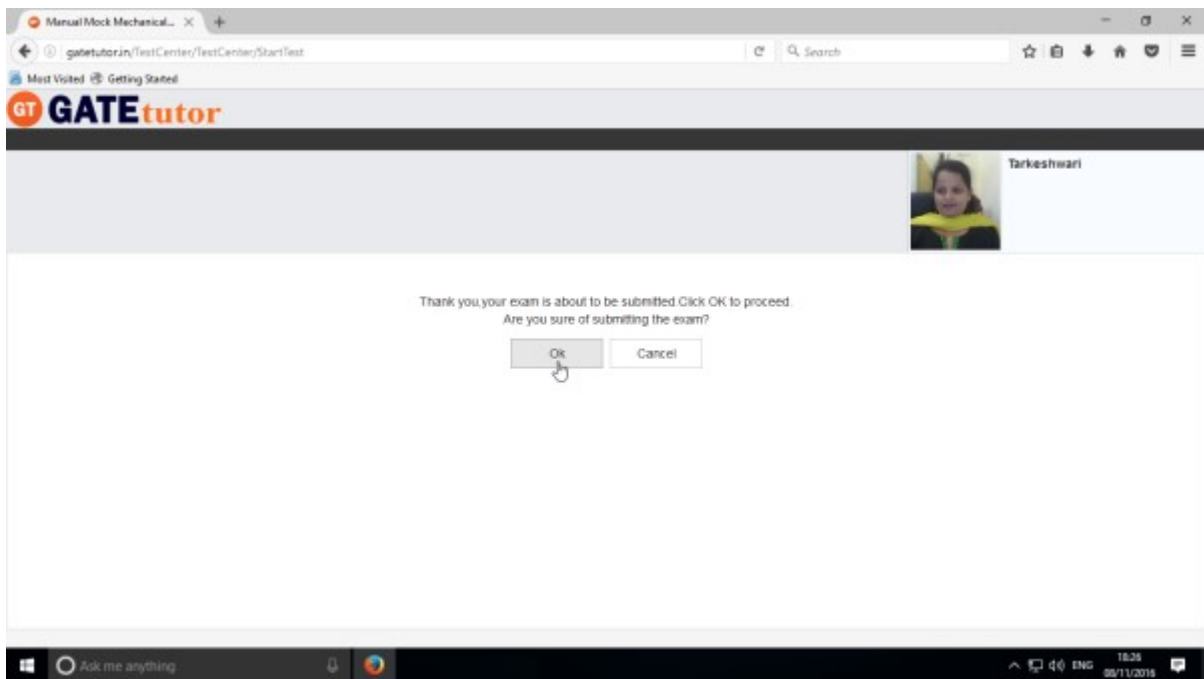 Manual Mock Mechanical...
gatetutor.in/TestCenter/TestCenter/StartTest
Search
Most Visited Getting Started
GT GATEtutor
Tarkeshwari
Thank you,your exam is about to be submitted.Click OK to proceed.
Are you sure of submitting the exam?
Ok Cancel
Ask me anything
ENG
18:26
08/11/2016